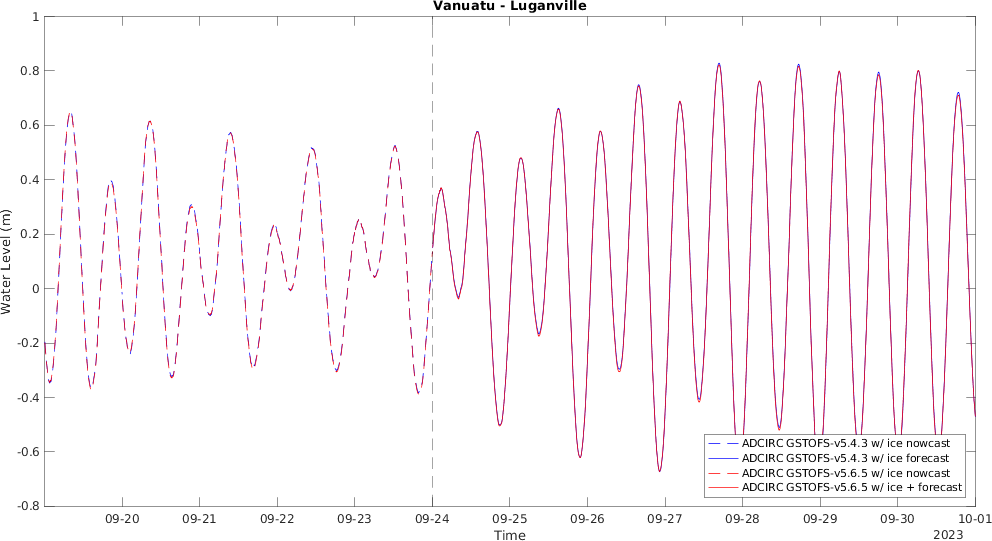 Vanuatu - Luganville
Water Level (m)
1
0.8
0.6
0.4
0.2
0
-0.2
-0.4
-0.6
-0.8
ADCIRC GSTOFS-v5.4.3 w/ ice nowcast
ADCIRC GSTOFS-v5.4.3 w/ ice forecast
ADCIRC GSTOFS-v5.6.5 w/ ice nowcast
ADCIRC GSTOFS-v5.6.5 w/ ice + forecast
09-20 09-21 09-22 09-23 09-24 09-25 09-26 09-27 09-28 09-29 09-30 10-01
Time
2023